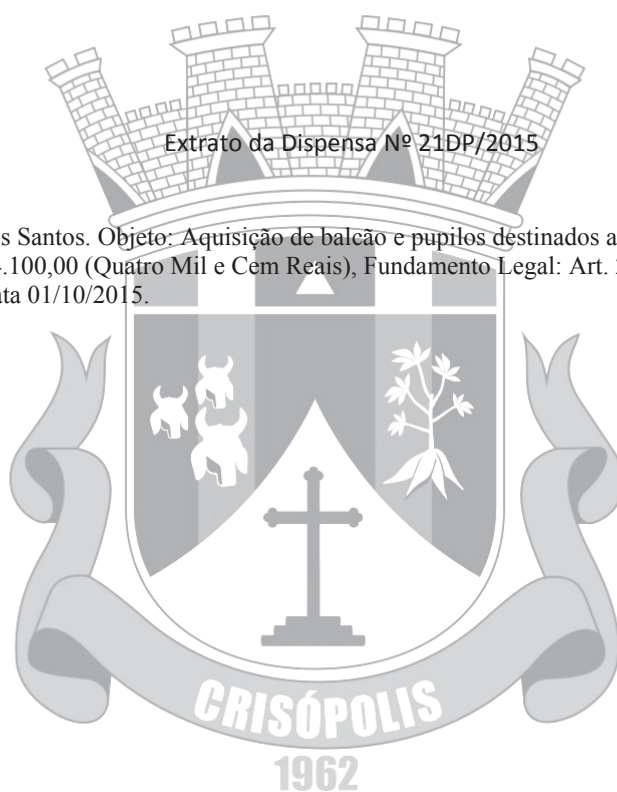 Extrato da Dispensa Nº 21DP/2015
s Santos. Objeto: Aquisição de balcão e pupilos destinados a
.100,00 (Quatro Mil e Cem Reais), Fundamento Legal: Art.
ata 01/10/2015.
CRISÓPOLIS
1962